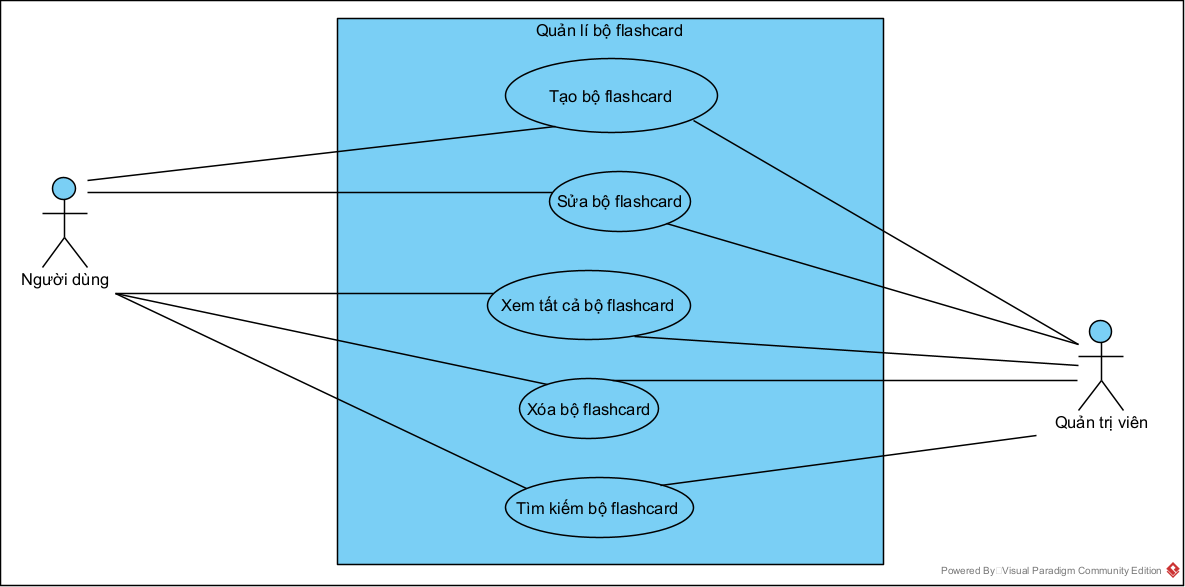 Quản lí bộ flashcard
Tạo bộ flashcard
Sửa bộ flashcard
Người dùng
Xem tất cả bộ flashcard
Xóa bộ flashcard
Quản trị viên
Tìm kiếm bộ flashcard
Powered By Visual Paradigm Community Edition